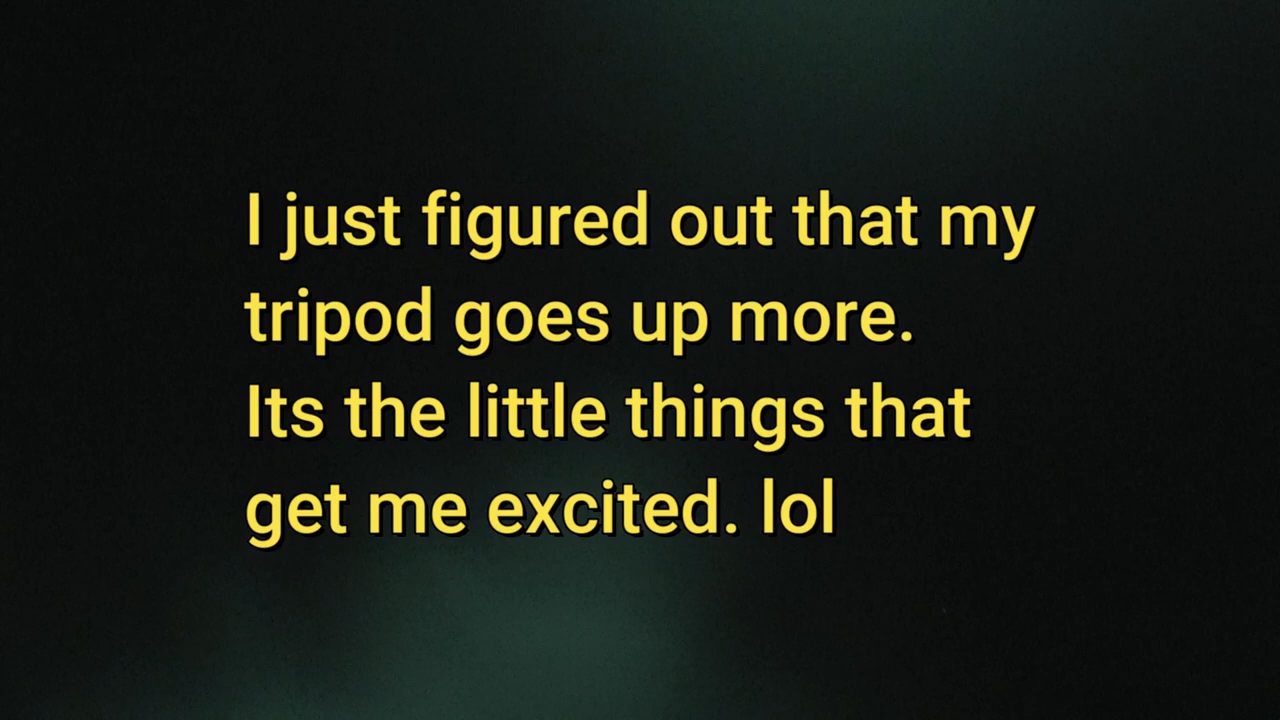 I just figured out that my
tripod goes up more.
Its the little things that
get me excited. lol